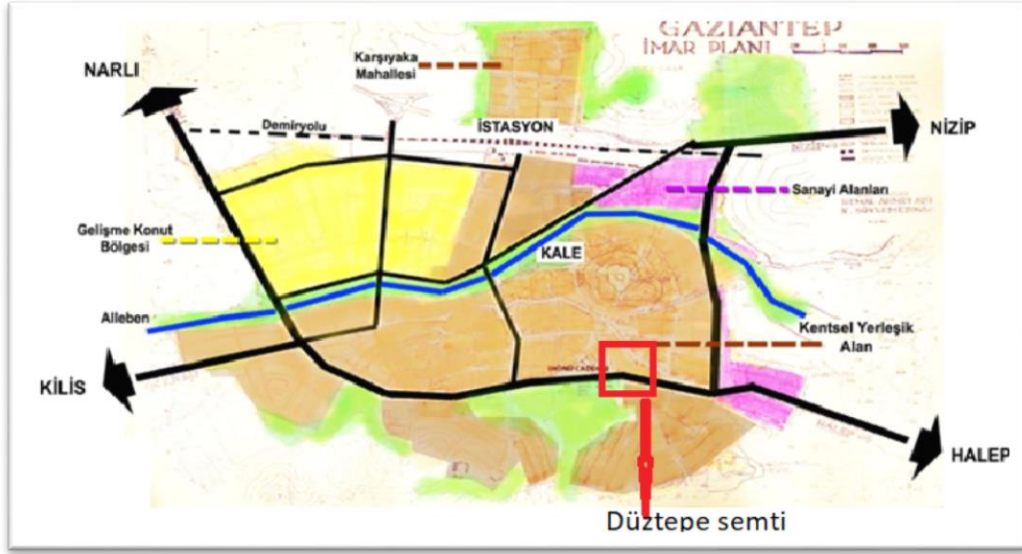 GAZİANTEP
İMAR PLANI
NARLI
Karşıyaka
Mahallesi
Demiryolu
İSTASYON
NİZİP
Sanayi Alanları
Gelişme Konut
Bölgesi
KALE
Alleben
Kentsel Yerleşik
Alan
KİLİS
HALEP
Düztepe semti